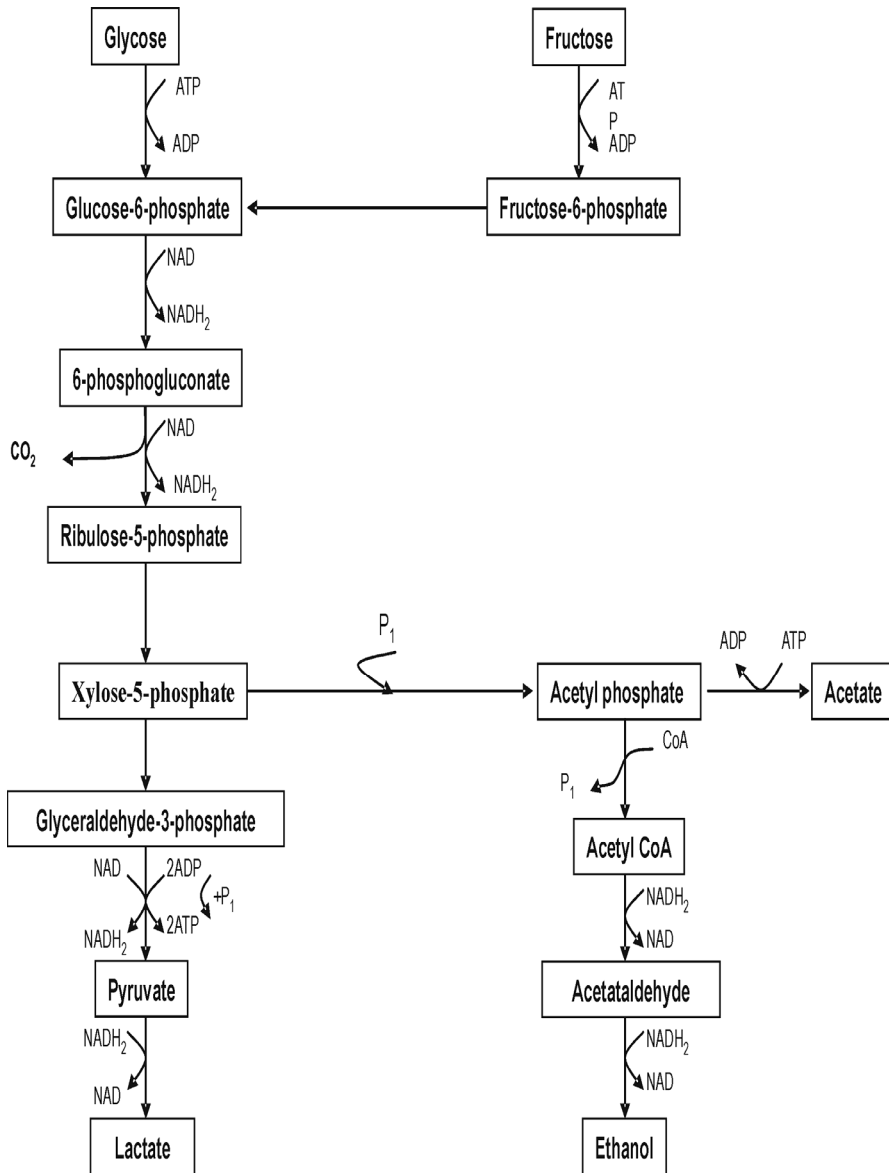 Glycose
Fructose
ATP
ADP
AT
P
ADP
Glucose-6-phosphate
Fructose-6-phosphate
NAD
NADH2
6-phosphogluconate
CO2
NAD
NADH2
Ribulose-5-phosphate
P1
ADP
ATP
Xylose-5-phosphate
Acetyl phosphate
Acetate
CoA
P1
Glyceraldehyde-3-phosphate
Acetyl CoA
NAD
2ADP
+P1
NADH2
2ATP
NADH2
NAD
Pyruvate
Acetataldehyde
NADH2
NAD
NADH2
NAD
Lactate
Ethanol